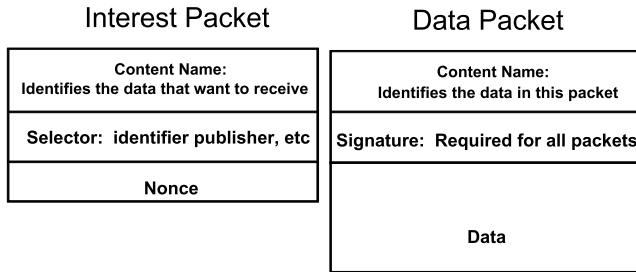 Interest Packet
Content Name:
Identifies the data that want to receive
Selector: identifier publisher, etc
Nonce
Data Packet
Content Name:
Identifies the data in this packet
Signature: Required for all packets
Data